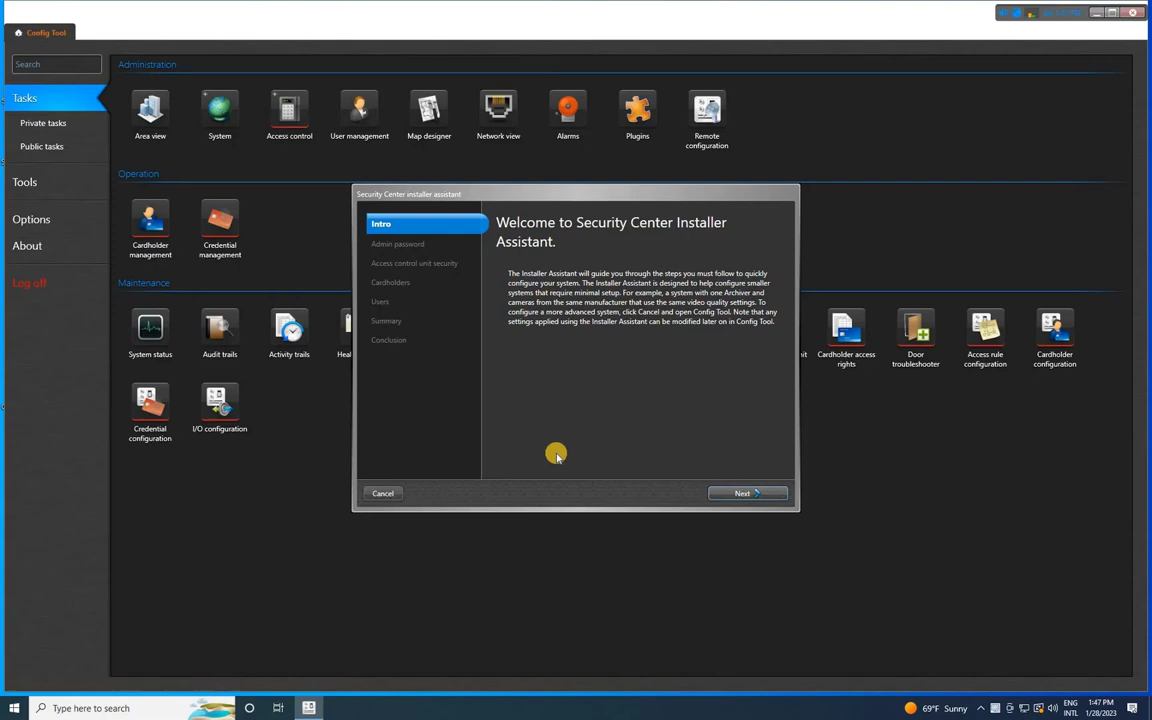 Config Tool
Search
Tasks
Private tasks
Public tasks
Tools
Options
About
Log off
Administration
Area view
System
Access control
User management
Map designer
Network view
Alarms
Plugins
Remote
configuration
Operation
Cardholder
management
Credential
management
Maintenance
System status
Audit trails
Activity trails
Cardholder access
rights
Door
troubleshooter
Access rule
configuration
Cardholder
configuration
Credential
configuration
I/O configuration
Security Center installer assistant
Intro
Admin password
Access control unit security
Cardholders
Users
Summary
Conclusion
Welcome to Security Center Installer
Assistant.
The Installer Assistant will guide you through the steps you must follow to quickly
configure your system. The Installer Assistant is designed to help configure smaller
systems that require minimal setup. For example, a system with one Archiver and
cameras from the same manufacturer that use the same video quality settings. To
configure a more advanced system, click Cancel and open Config Tool. Note that any
settings applied using the Installer Assistant can be modified later on in Config Tool.
Cancel
Next
Type here to search
69°F Sunny
ENG
INTL
1:47 PM
1/28/2023